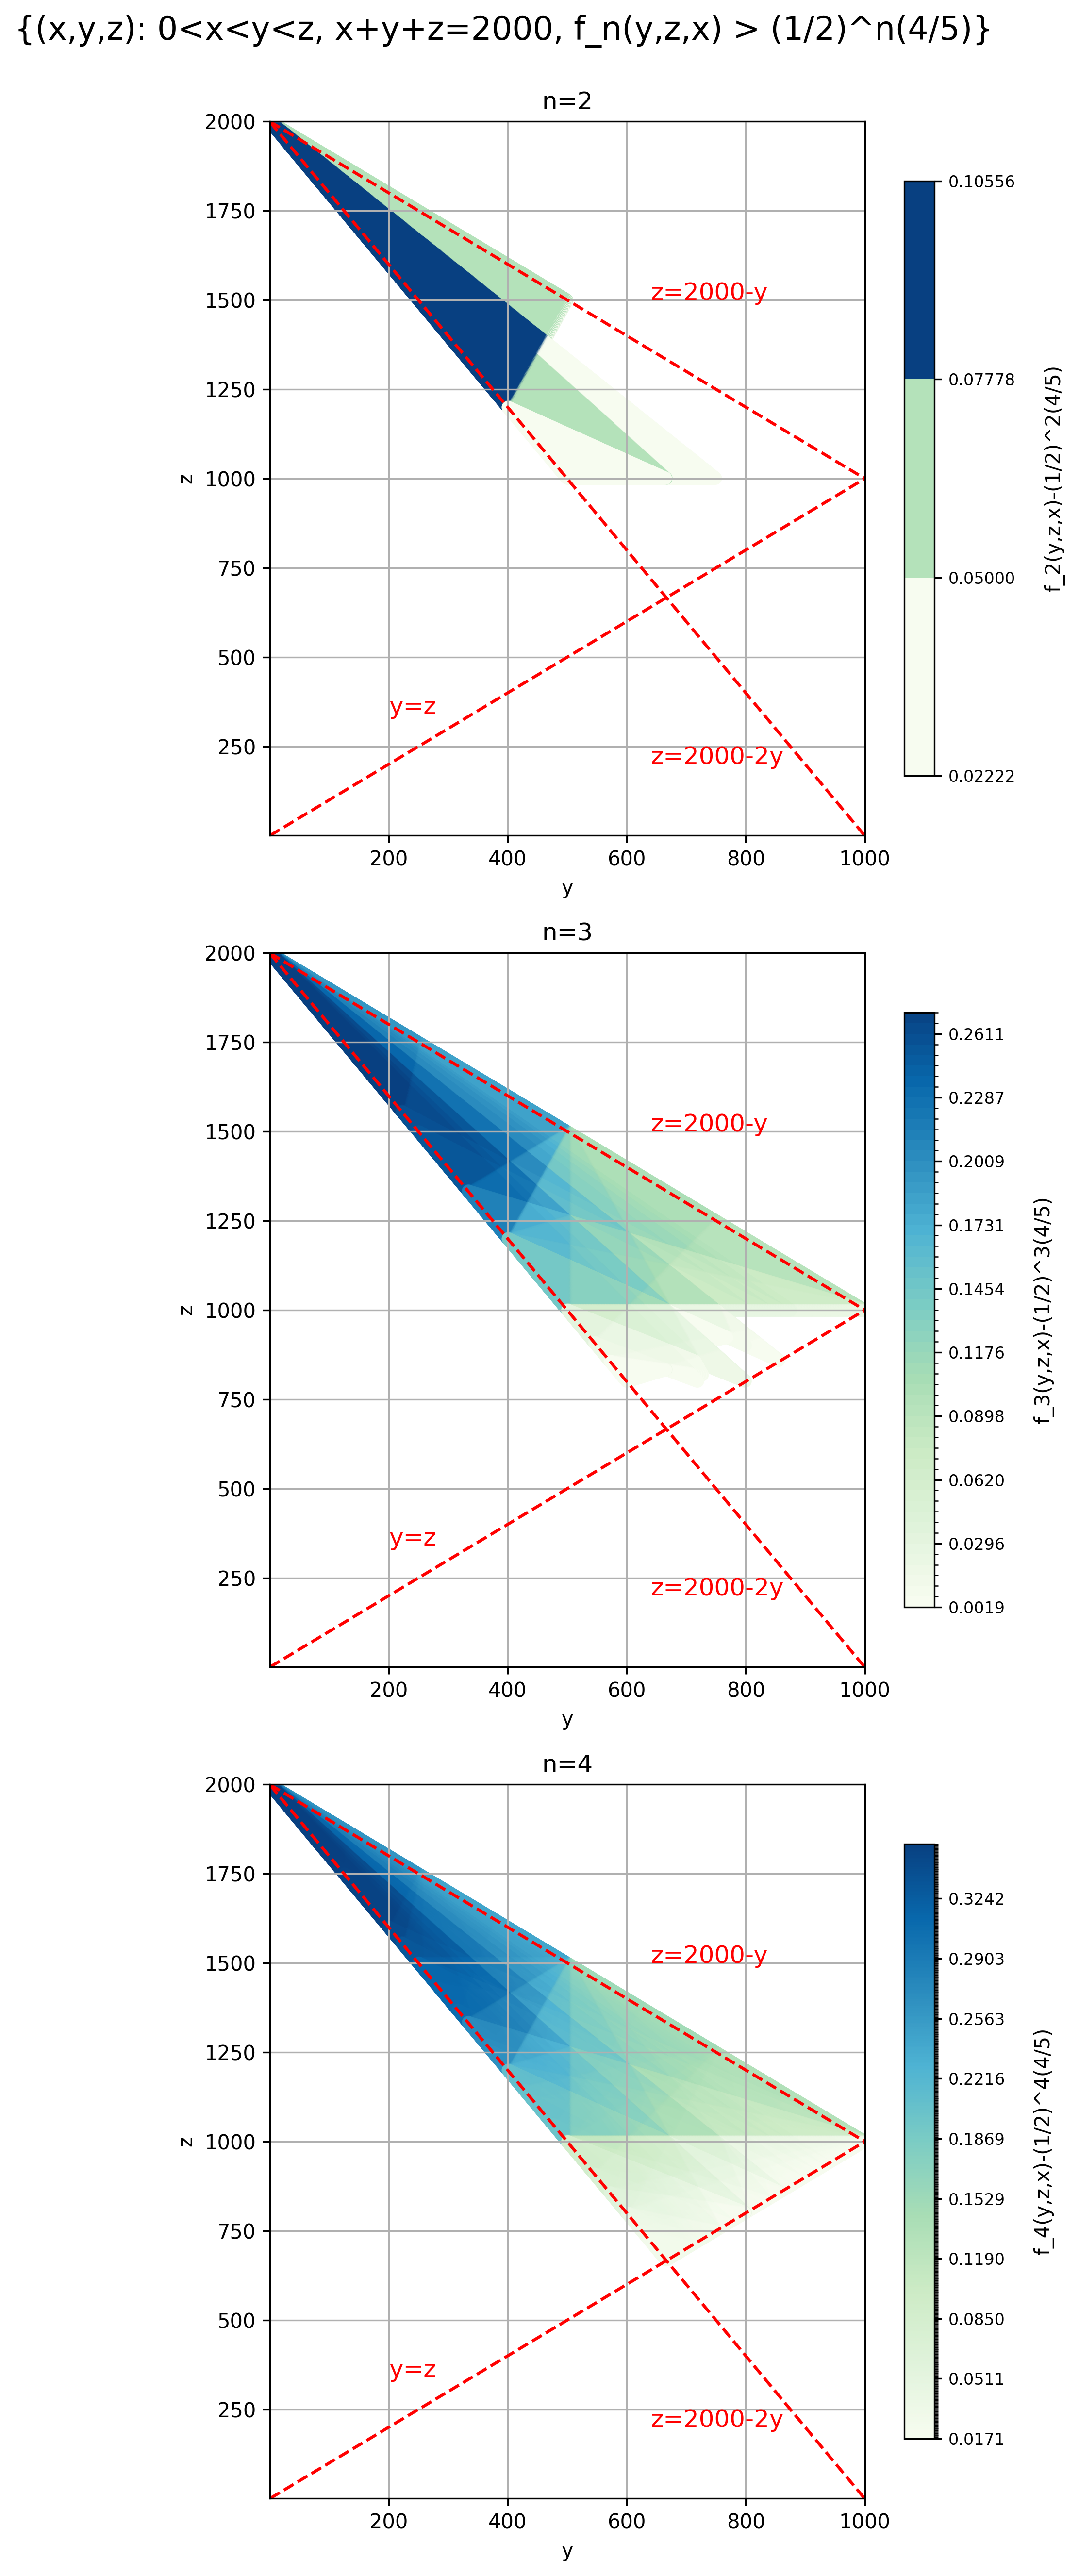 {(x,y,z): 0<x<y<z, x+y+z=2000, f_n(y,z,x) > (1/2)^n(4/5)}
n=2
2000
1750
1500
1250
1000
750
500
250
z
200 400 600 800 1000
y
z=2000-y
y=z
z=2000-2y
0.10556
0.07778
0.05000
0.02222
f_2(y,z,x)-(1/2)^2(4/5)
n=3
2000
1750
1500
1250
1000
750
500
250
z
200 400 600 800 1000
y
z=2000-y
y=z
z=2000-2y
0.2611
0.2287
0.2009
0.1731
0.1454
0.1176
0.0898
0.0620
0.0296
0.0019
f_3(y,z,x)-(1/2)^3(4/5)
n=4
2000
1750
1500
1250
1000
750
500
250
z
200 400 600 800 1000
y
z=2000-y
y=z
z=2000-2y
0.3242
0.2903
0.2563
0.2216
0.1869
0.1529
0.1190
0.0850
0.0511
0.0171
f_4(y,z,x)-(1/2)^4(4/5)